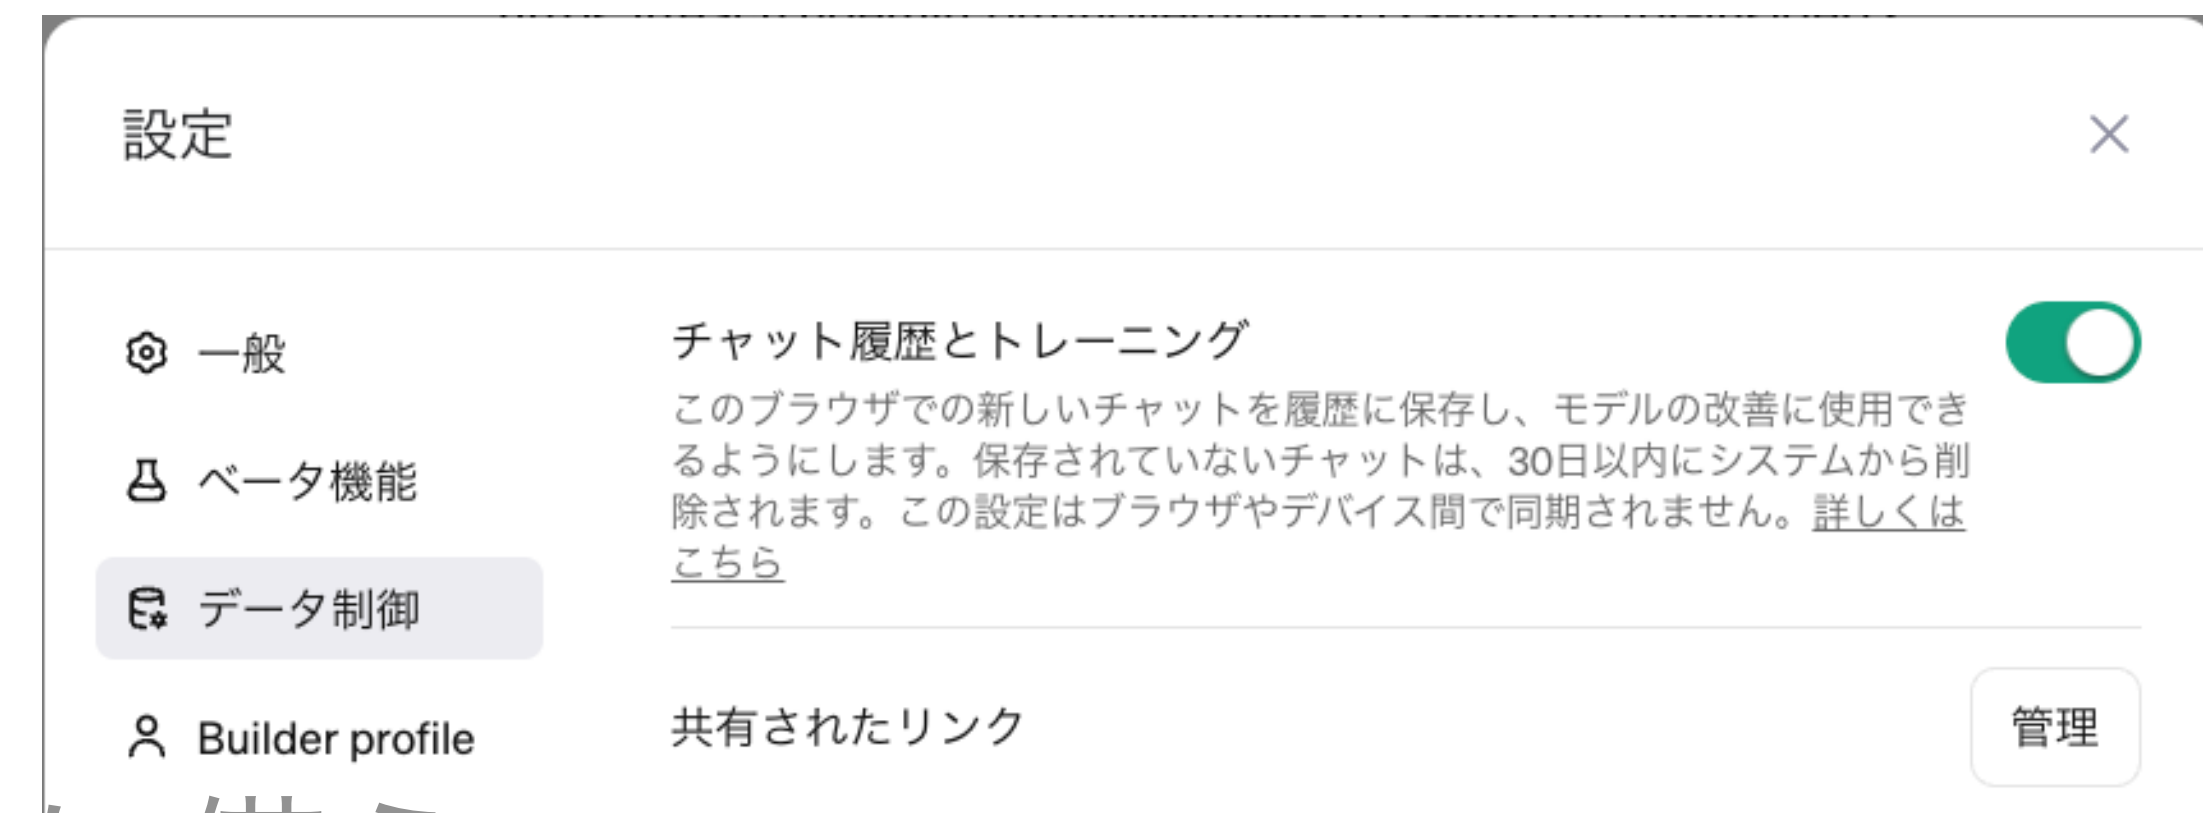 設定
一般
ベータ機能
データ制御
Builder profile
チャット履歴とトレーニング
このブラウザでの新しいチャットを履歴に保存し、モデルの改善に使用でき
るようにします。保存されていないチャットは、30日以内にシステムから削
除されます。この設定はブラウザやデバイス間で同期されません。詳しくは
こちら
共有されたリンク
管理